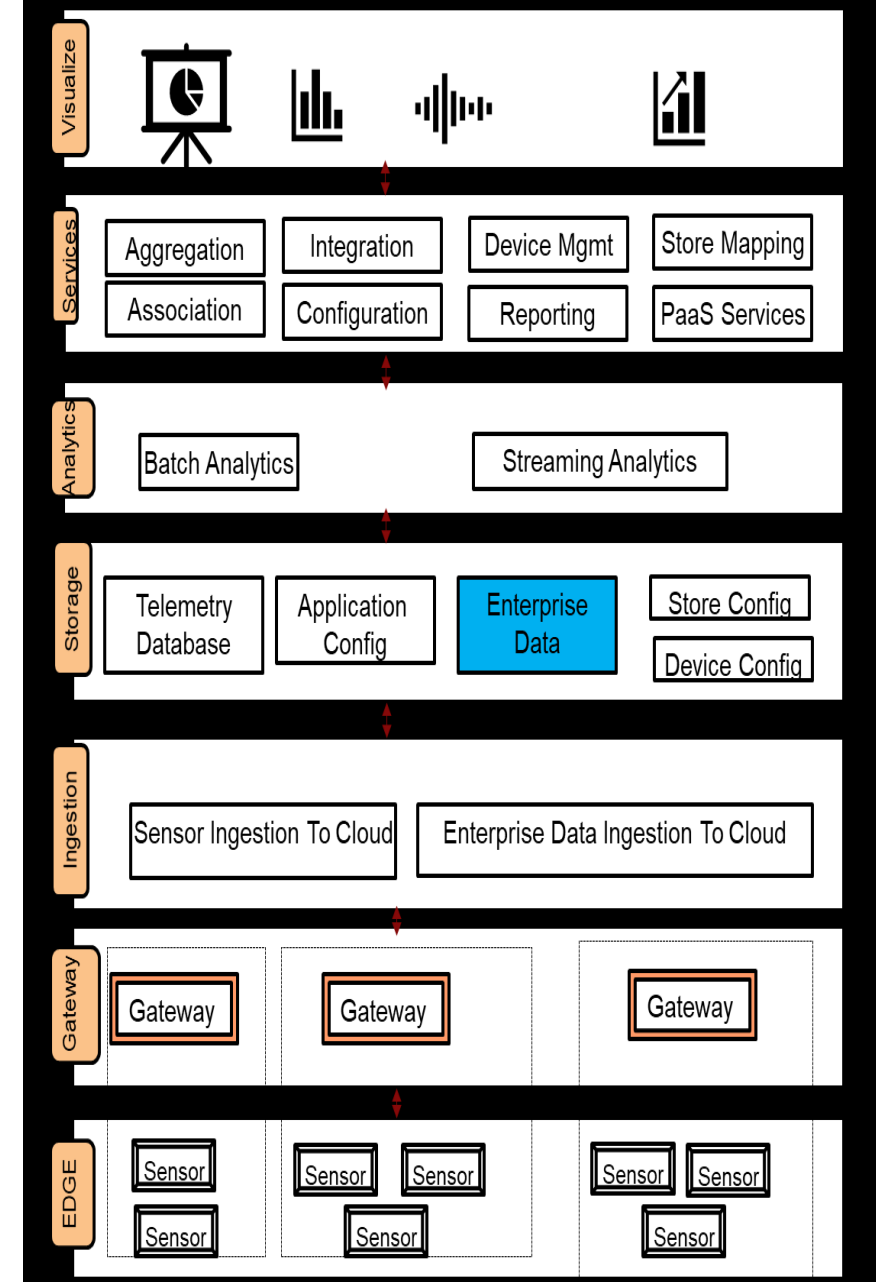 Visualize
Services
Aggregation
Integration
Device Mgmt
Store Mapping
Association
Configuration
Reporting
PaaS Services
Analytics
Batch Analytics
Streaming Analytics
Storage
Telemetry
Database
Application
Config
Enterprise
Data
Store Config
Device Config
Ingestion
Sensor Ingestion To Cloud
Enterprise Data Ingestion To Cloud
Gateway
Gateway
Gateway
Gateway
EDGE
Sensor
Sensor
Sensor
Sensor
Sensor
Sensor
Sensor
Sensor